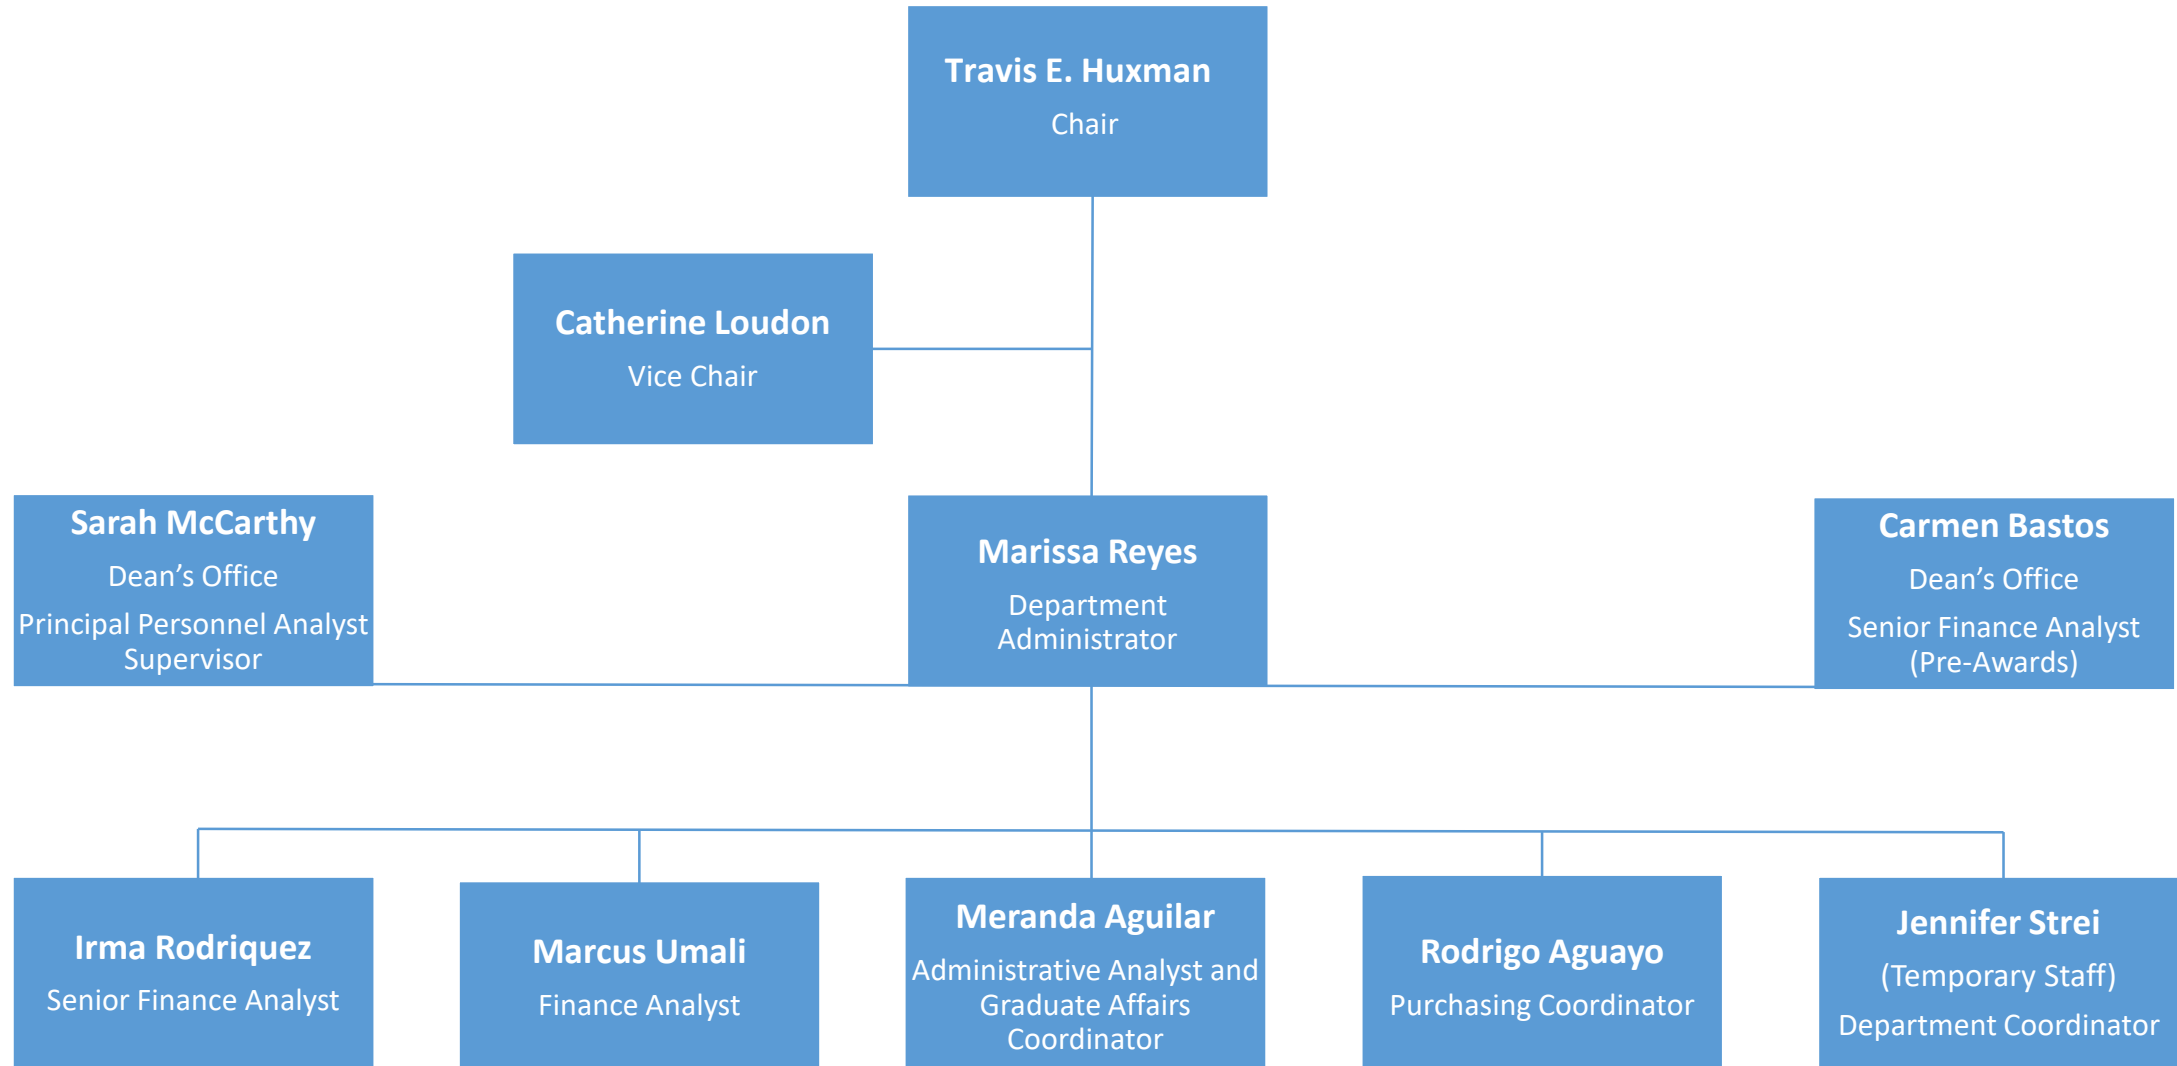 Travis E. Huxman
Chair
Catherine Loudon
Vice Chair
Sarah McCarthy
Dean’s Office
Principal Personnel Analyst
Supervisor
Marissa Reyes
Department
Administrator
Carmen Bastos
Dean’s Office
Senior Finance Analyst
(Pre-Awards)
Irma Rodriquez
Senior Finance Analyst
Marcus Umali
Finance Analyst
Meranda Aguilar
Administrative Analyst and
Graduate Affairs
Coordinator
Rodrigo Aguayo
Purchasing Coordinator
Jennifer Strei
(Temporary Staff)
Department Coordinator